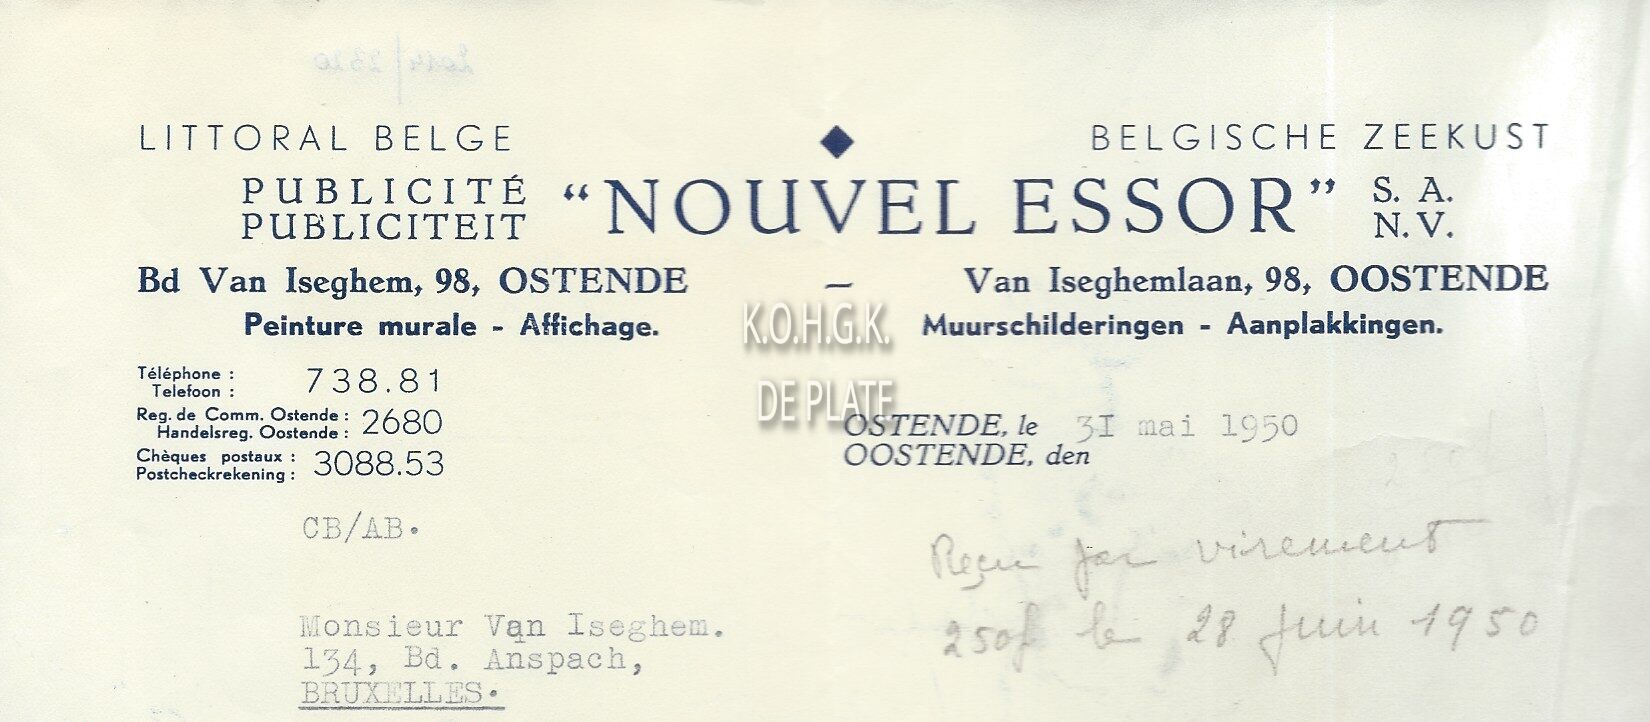 2014/2320
LITTORAL BELGE
BELGISCHE ZEEKUST
PUBLICITÉ
PUBLICITEIT
“NOUVEL ESSOR”
S. A.
N. V.
Bd Van Iseghem, 98, OSTENDE – Van Iseghemlaan, 98, OOSTENDE
Peinture murale - Affichage.
Muurschilderingen - Aanplakkingen.
K.O.H.G.K.
DE PLATE
Téléphone :
Telefoon :
738.81
Reg. de Comm. Ostende :
Handelsreg. Oostende :
2680
Chèques postaux :
Postcheckrekening :
3088.53
OSTENDE, le 31 mai 1950
OOSTENDE, den
CB/AB.
Reçu par virement
250f le 28 juin 1950
Monsieur Van Iseghem.
134, Bd. Anspach,
BRUXELLES.